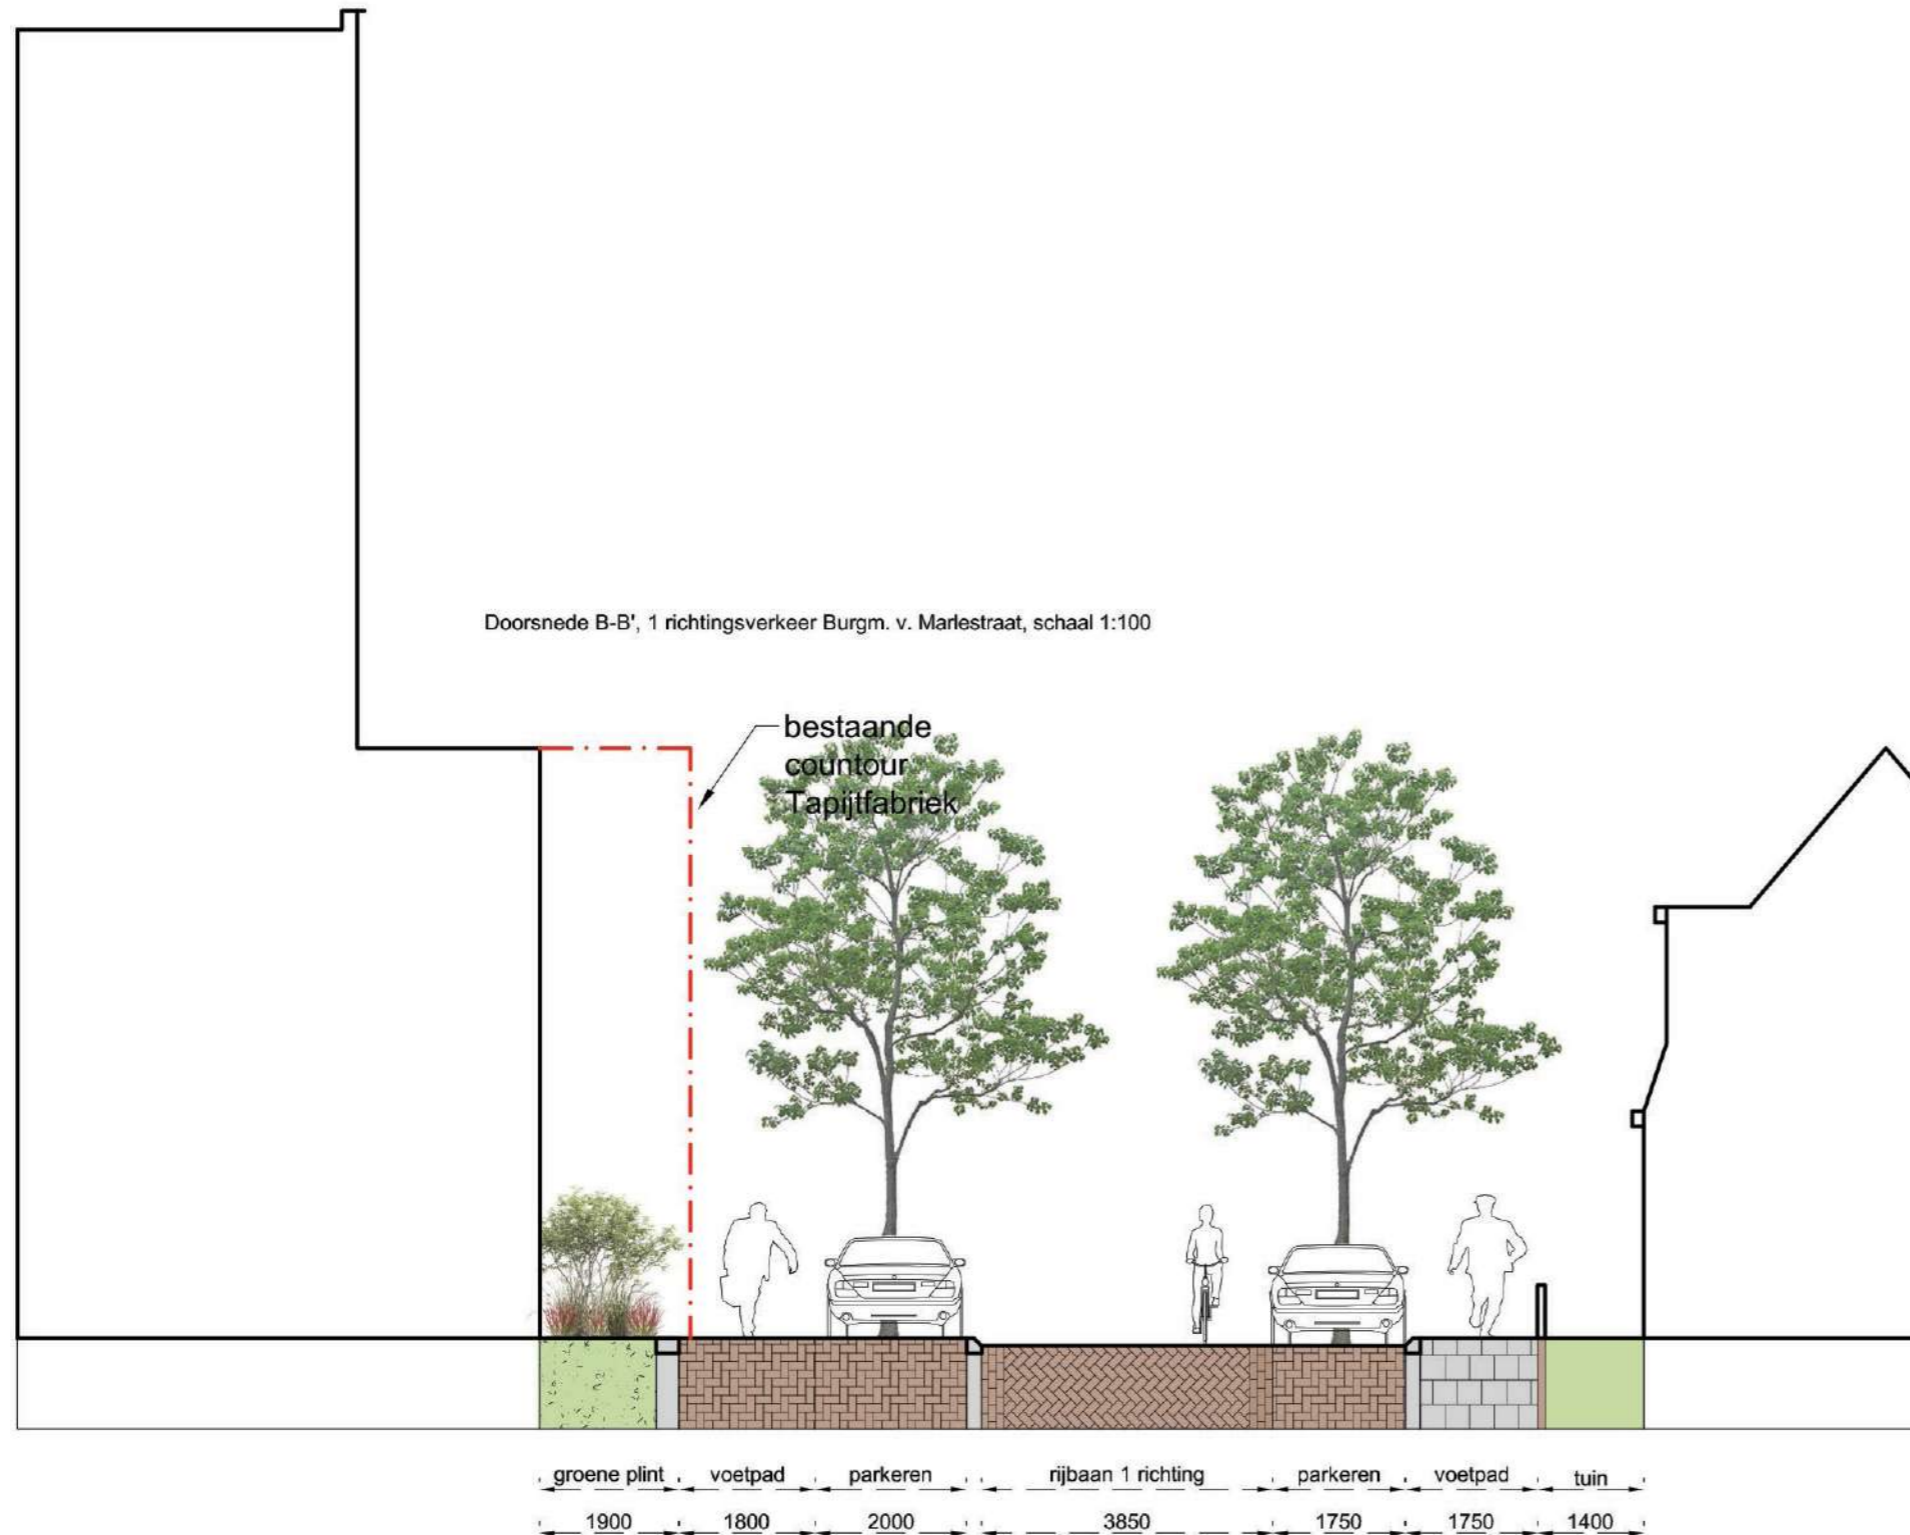 Doorsnede B-B', 1 richtingsverkeer Burgm. v. Marlestraat, schaal 1:100
bestaande
countour
Tapijtfabriek
groene plint voetpad parkeren rijbaan 1 richting parkeren voetpad tuin
1900 1800 2000 3850 1750 1750 1400